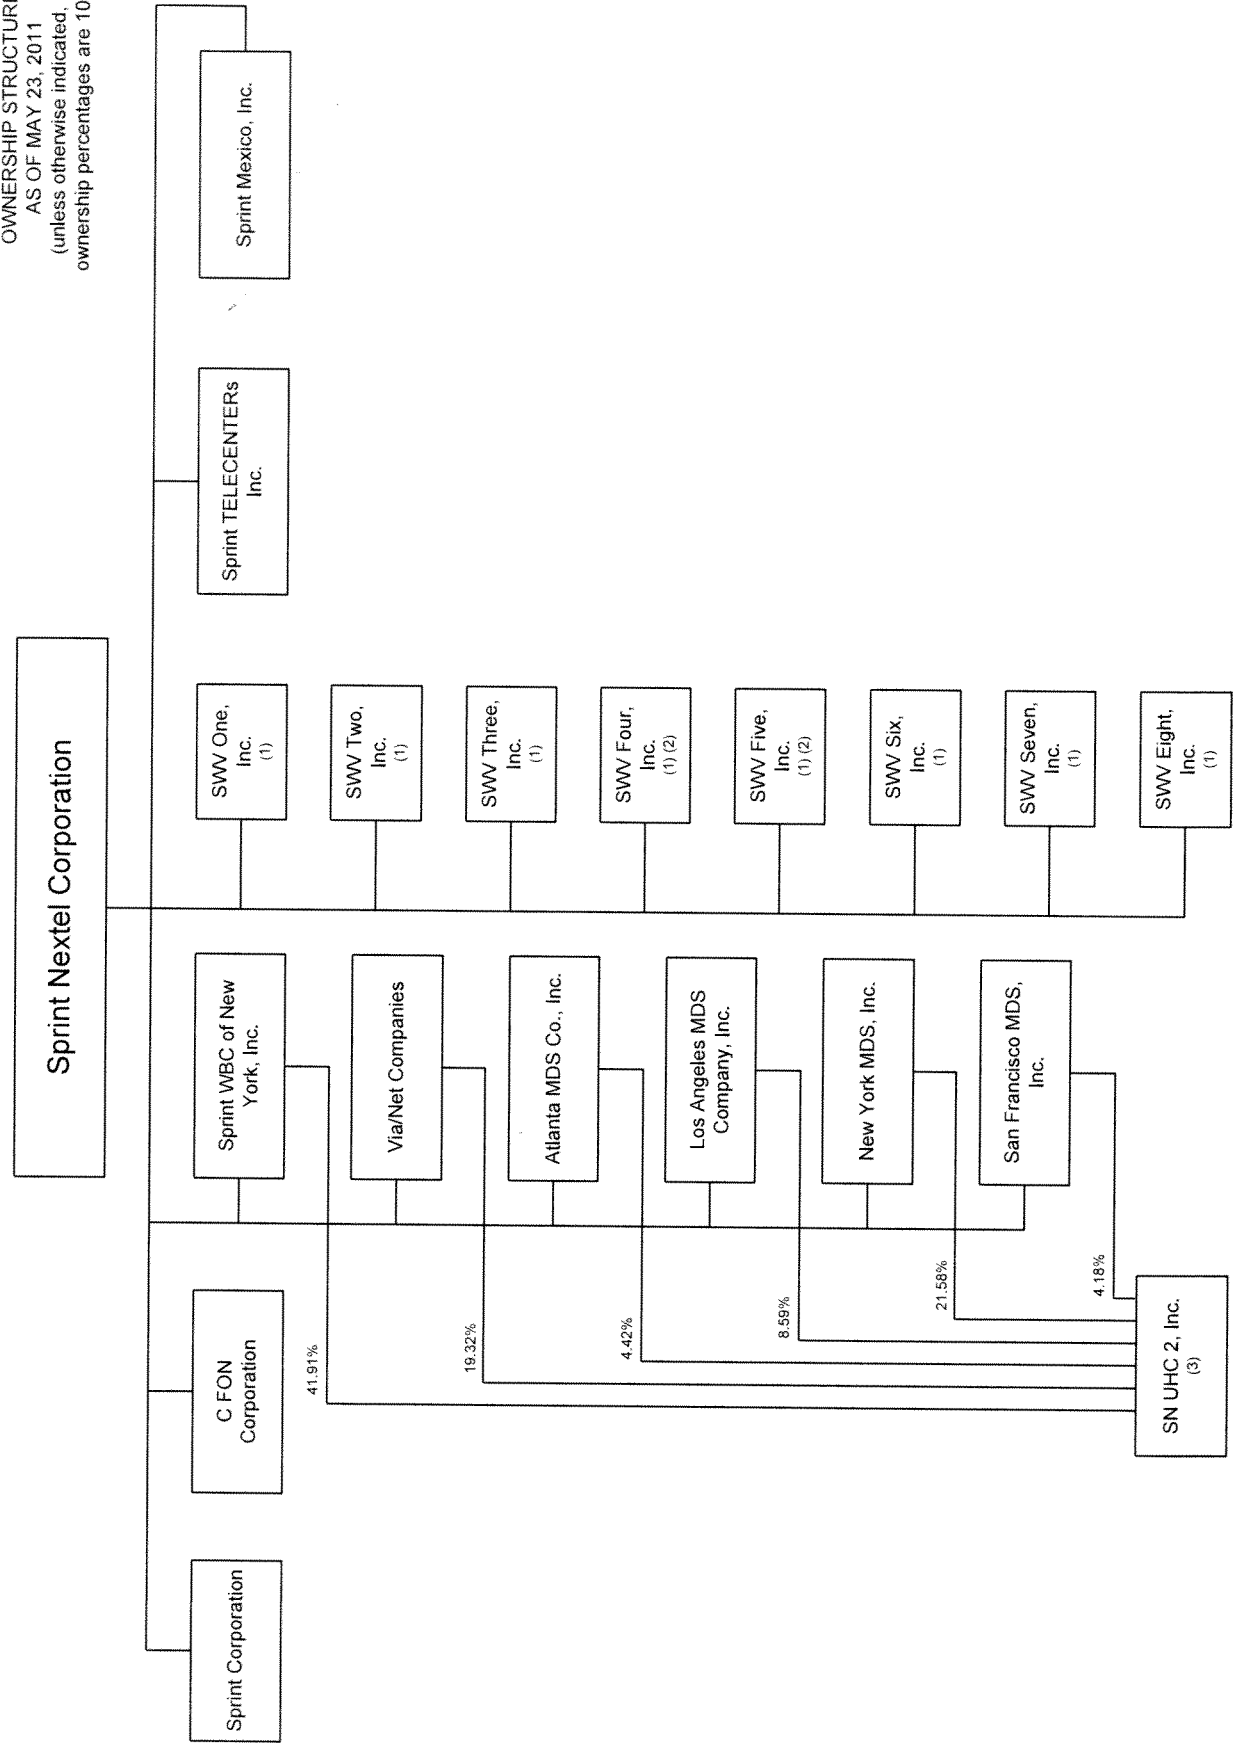 OWNERSHIP STRUCTURE
AS OF MAY 23, 2011
(unless otherwise indicated,
ownership percentages are 10
Sprint Nextel Corporation
Sprint Corporation
C FON
Corporation
Sprint WBC of New
York, Inc.
Via/Net Companies
Atlanta MDS Co., Inc.
Los Angeles MDS
Company, Inc.
New York MDS, Inc.
San Francisco MDS,
Inc.
41.91%
19.32%
4.42%
8.59%
21.58%
4.18%
SN UHC 2, Inc.
(3)
SWV One,
Inc.
(1)
SWV Two,
Inc.
(1)
SWV Three,
Inc.
(1)
SWV Four,
Inc.
(1) (2)
SWV Five,
Inc.
(1) (2)
SWV Six,
Inc.
(1)
SWV Seven,
Inc.
(1)
SWV Eight,
Inc.
(1)
Sprint TELECENTERs
Inc.
Sprint Mexico, Inc.